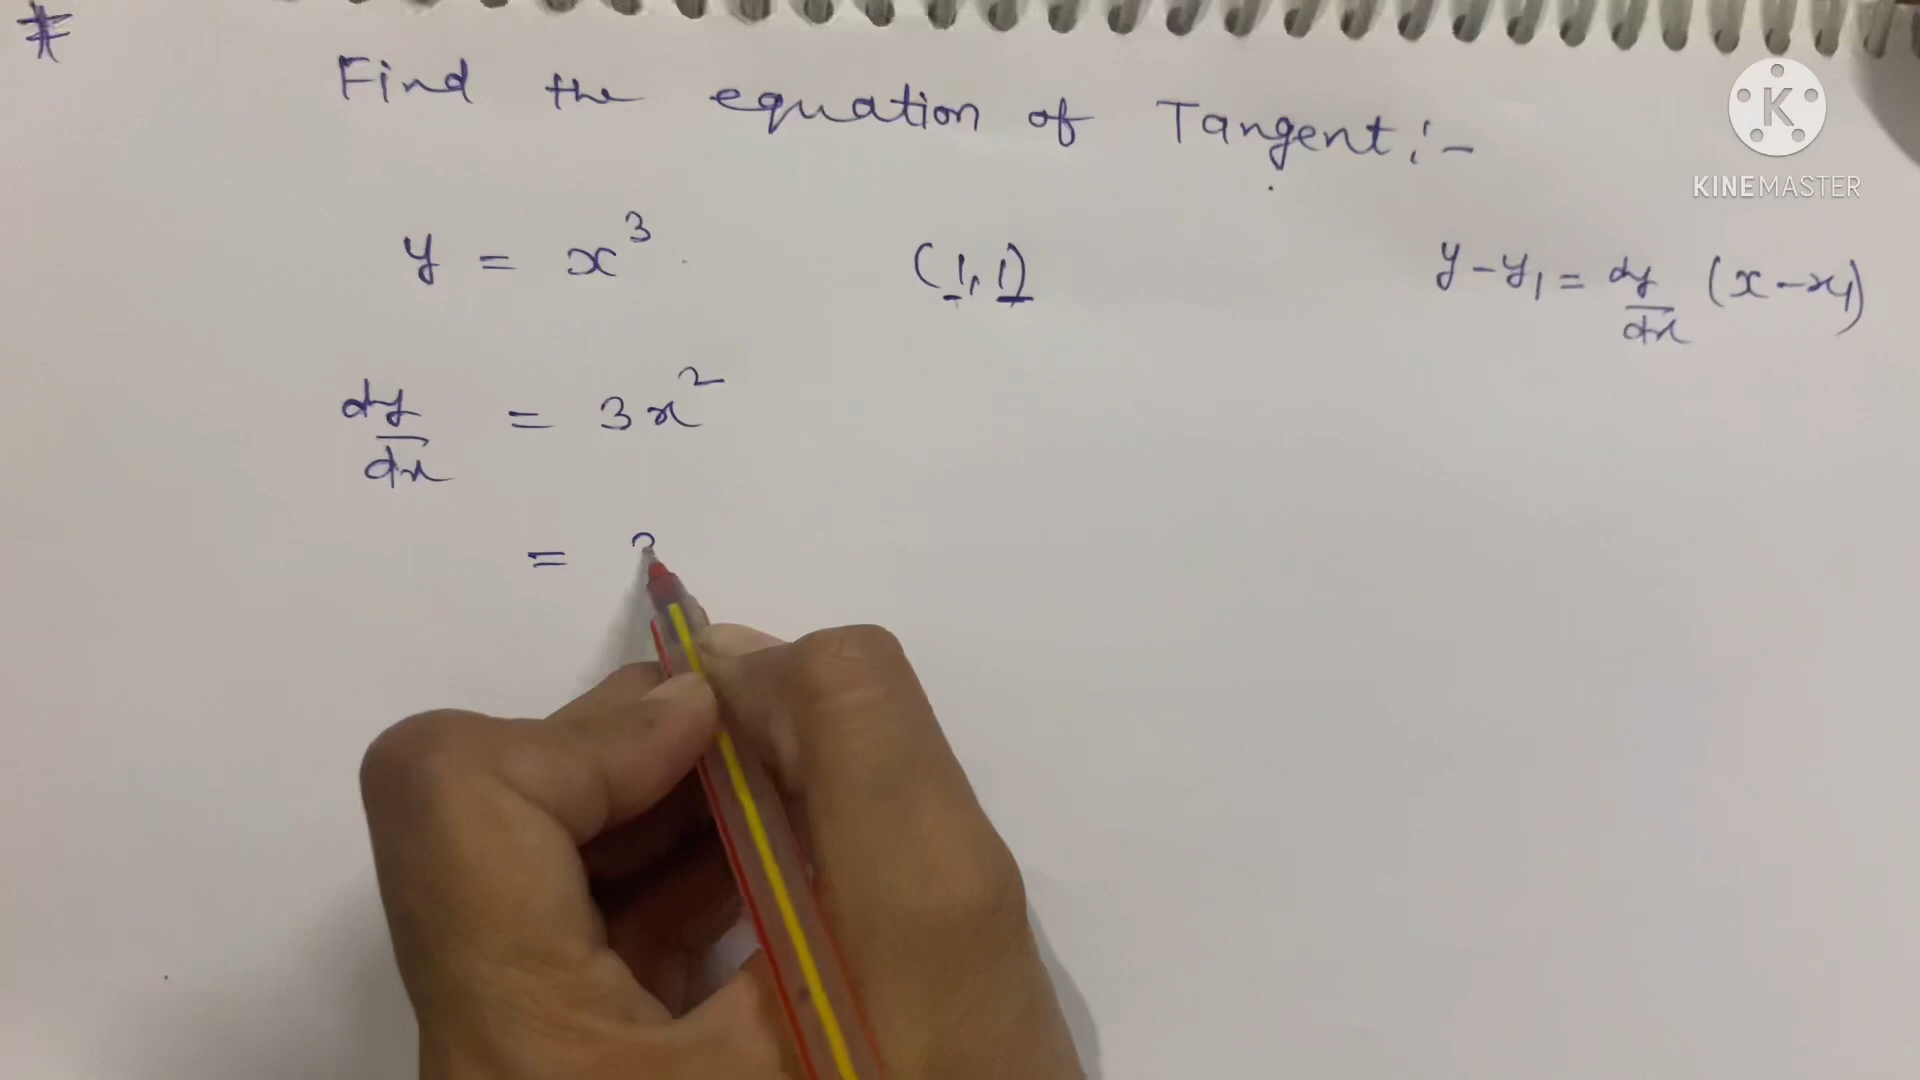 *
Find the equation of Tangent :-
y = x³ (1, 1) y - y₁ = dy/dx (x - x₁)
dy/dx = 3x²
= 3
K
KINEMASTER